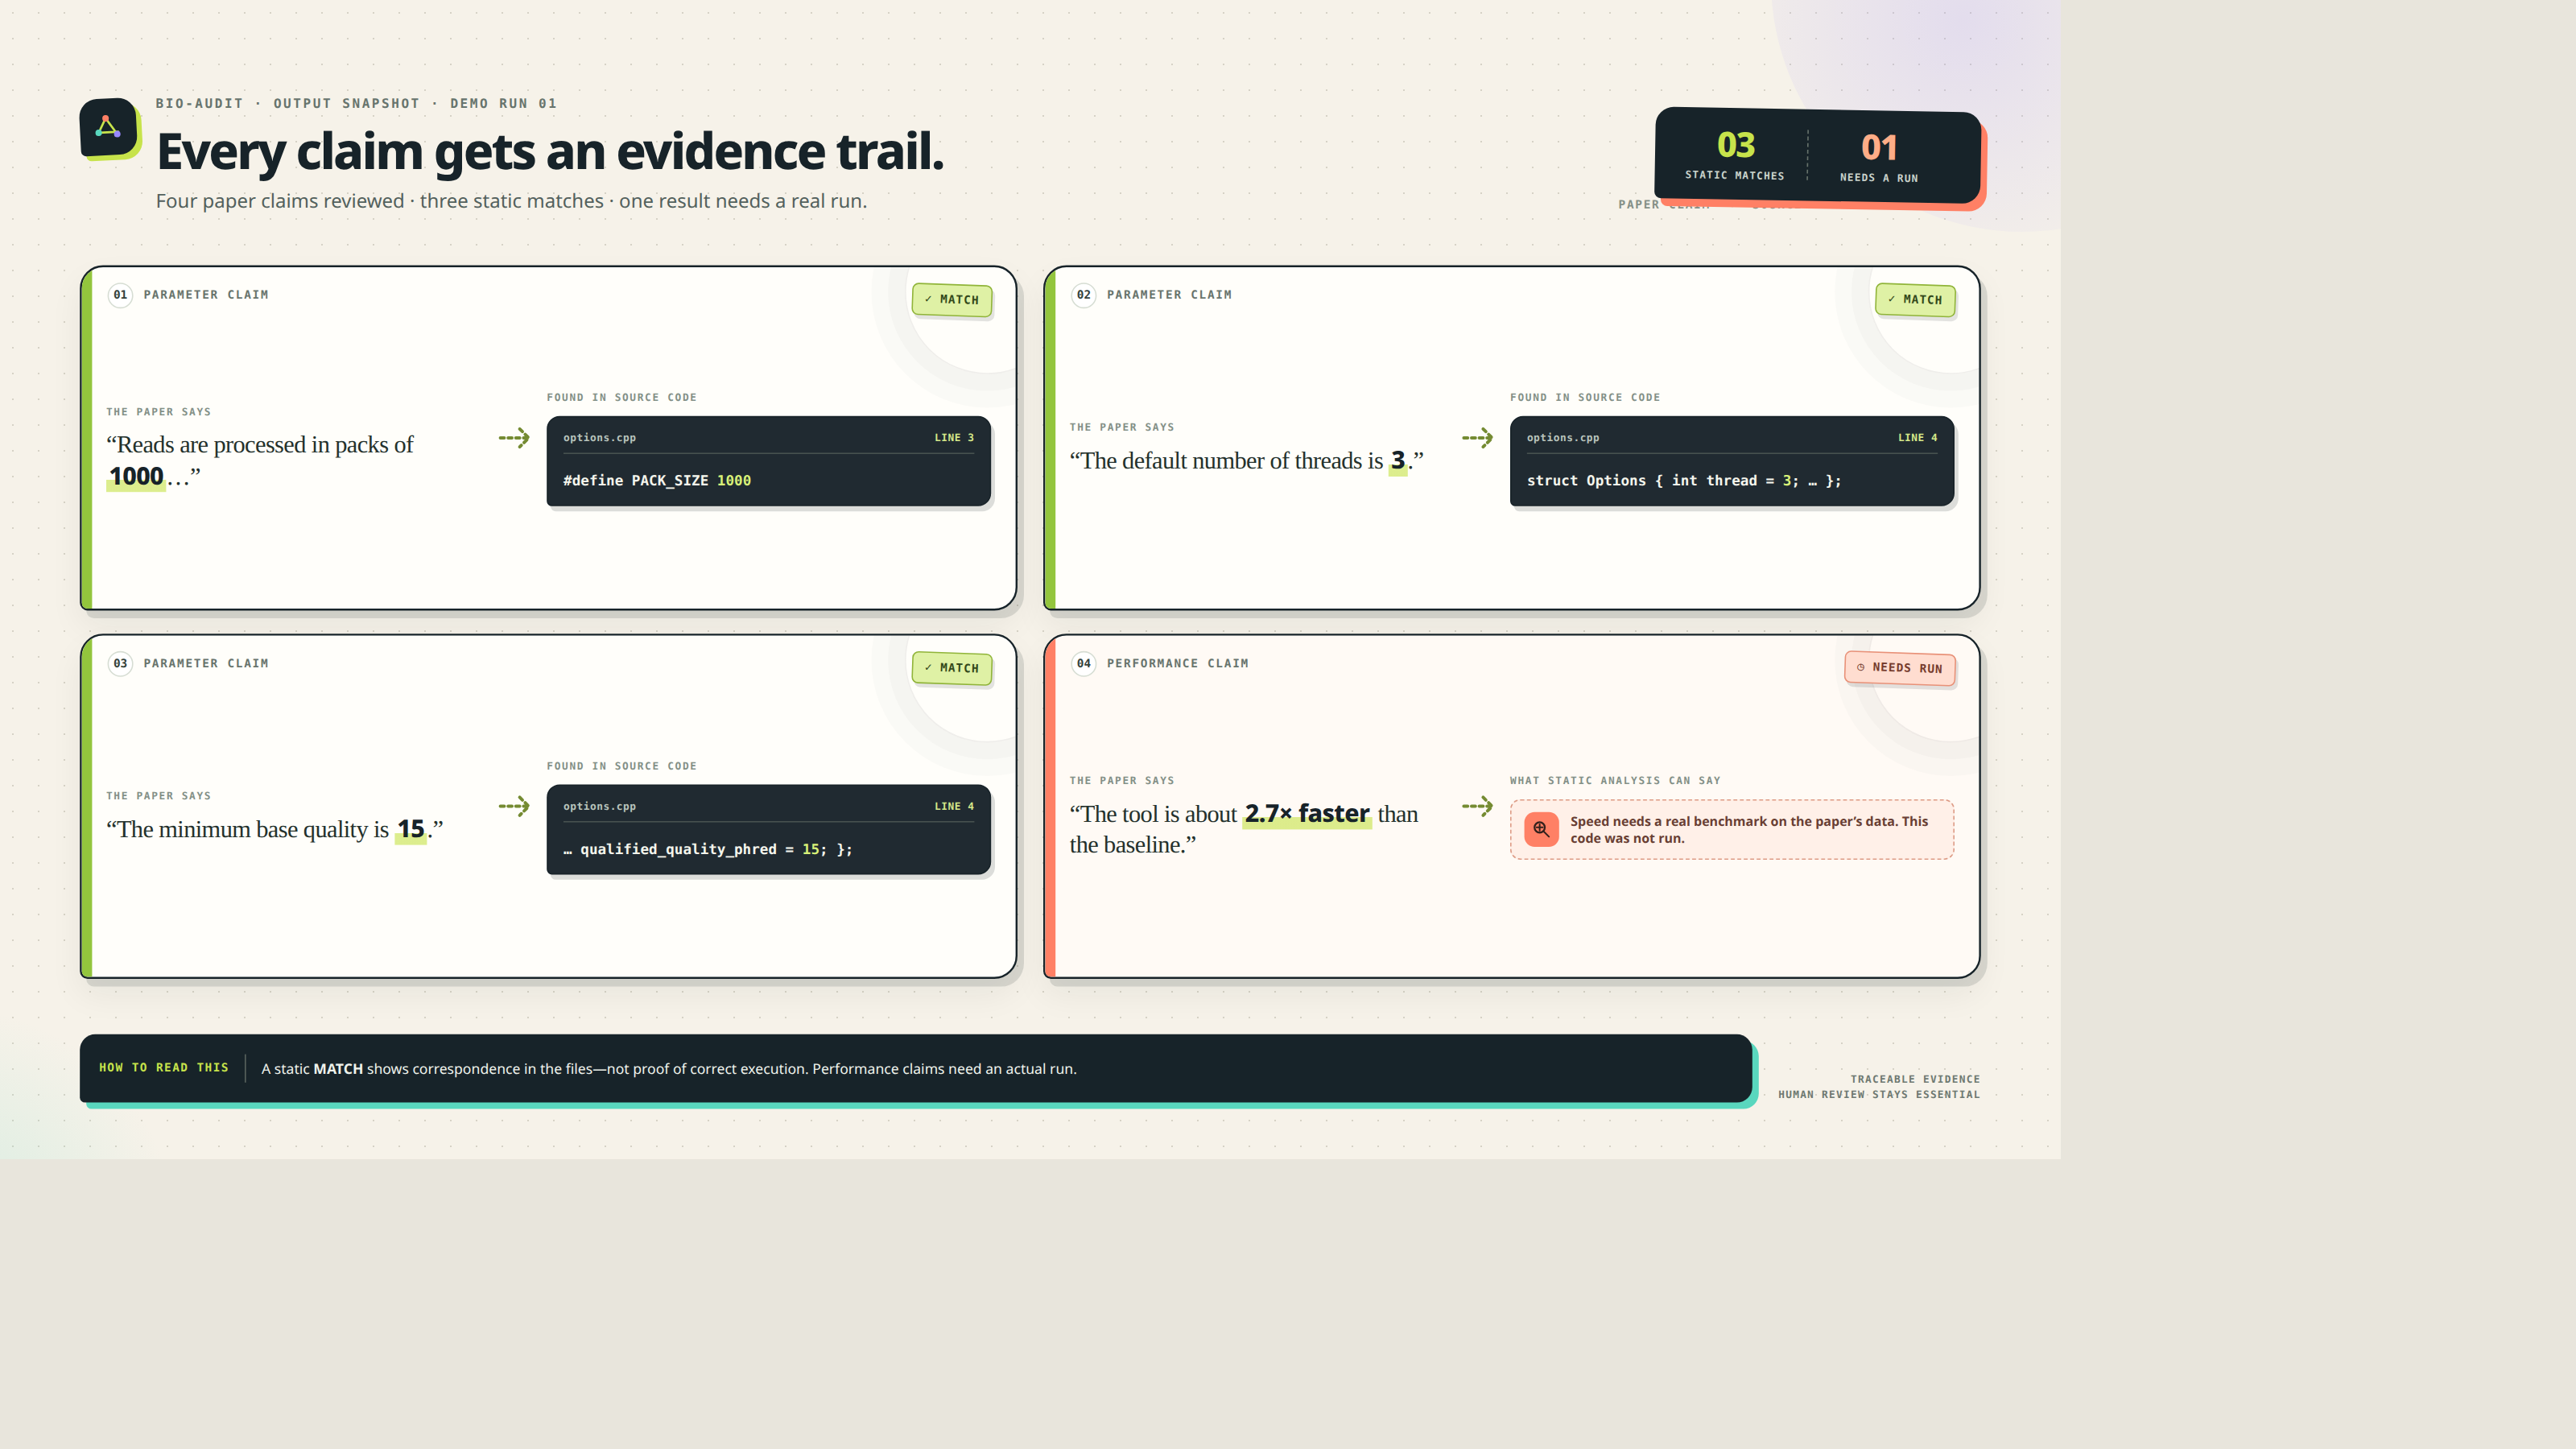 BIO-AUDIT · OUTPUT SNAPSHOT · DEMO RUN 01
Every claim gets an evidence trail.
Four paper claims reviewed · three static matches · one result needs a real run.
03
STATIC MATCHES
01
NEEDS A RUN
PAPER
01 PARAMETER CLAIM
✓ MATCH
THE PAPER SAYS
“Reads are processed in packs of
1000…”
FOUND IN SOURCE CODE
options.cpp LINE 3
#define PACK_SIZE 1000
02 PARAMETER CLAIM
✓ MATCH
THE PAPER SAYS
“The default number of threads is 3.”
FOUND IN SOURCE CODE
options.cpp LINE 4
struct Options { int thread = 3; … };
03 PARAMETER CLAIM
✓ MATCH
THE PAPER SAYS
“The minimum base quality is 15.”
FOUND IN SOURCE CODE
options.cpp LINE 4
… qualified_quality_phred = 15; };
04 PERFORMANCE CLAIM
◷ NEEDS RUN
THE PAPER SAYS
“The tool is about 2.7× faster than
the baseline.”
WHAT STATIC ANALYSIS CAN SAY
Speed needs a real benchmark on the paper’s data. This
code was not run.
HOW TO READ THIS
A static MATCH shows correspondence in the files—not proof of correct execution. Performance claims need an actual run.
TRACEABLE EVIDENCE
HUMAN REVIEW STAYS ESSENTIAL